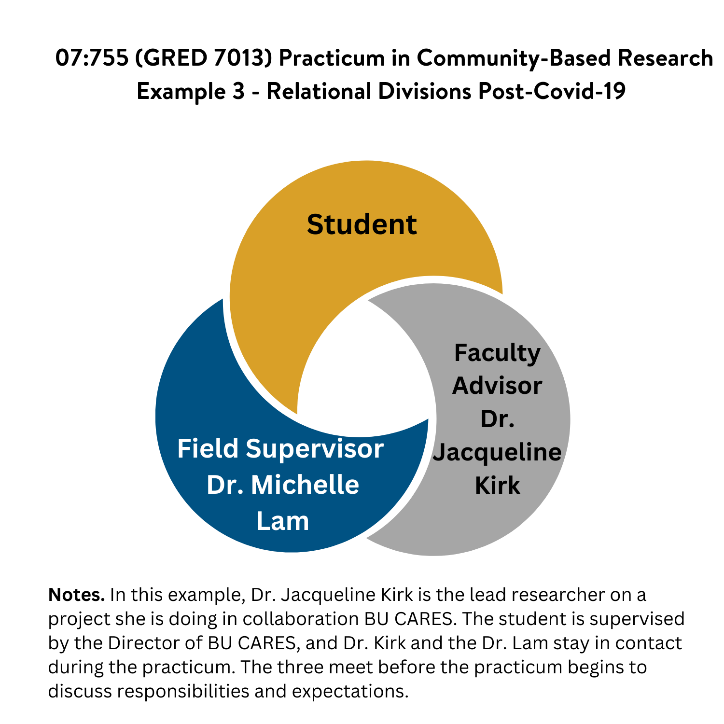 07:755 (GRED 7013) Practicum in Community-Based Research
Example 3 - Relational Divisions Post-Covid-19
Student
Faculty
Advisor
Dr.
Jacqueline
Kirk
Field Supervisor
Dr. Michelle
Lam
Notes. In this example, Dr. Jacqueline Kirk is the lead researcher on a
project she is doing in collaboration BU CARES. The student is supervised
by the Director of BU CARES, and Dr. Kirk and the Dr. Lam stay in contact
during the practicum. The three meet before the practicum begins to
discuss responsibilities and expectations.